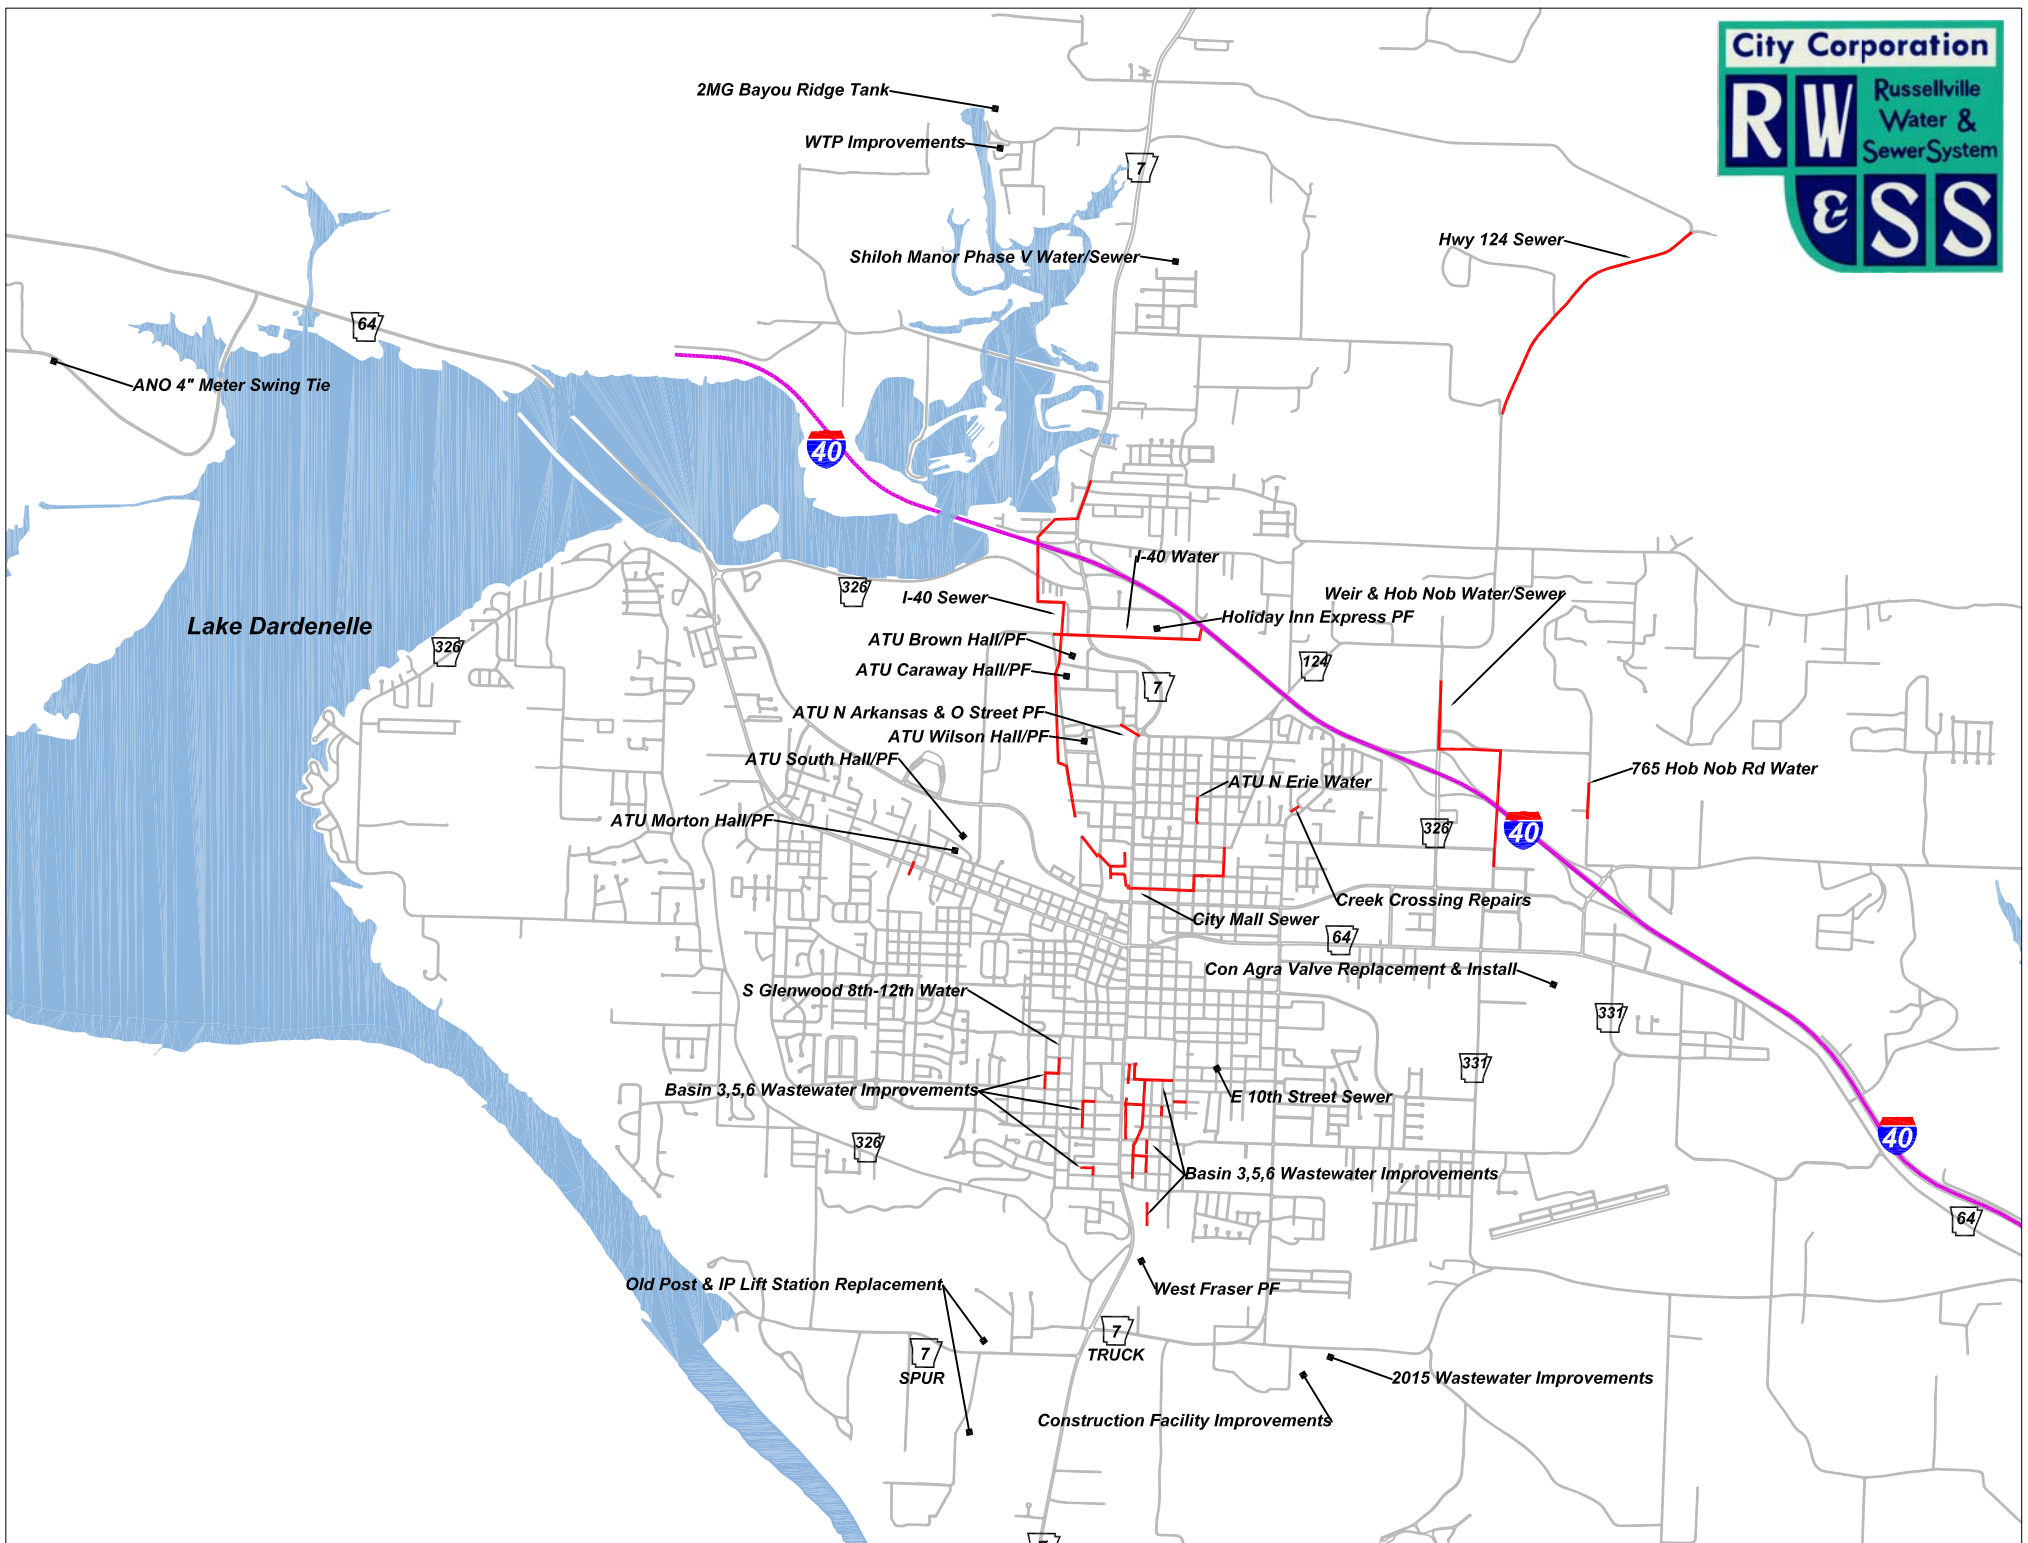 City Corporation
R W
Russellville
Water &
Sewer System
& S S
2MG Bayou Ridge Tank
WTP Improvements
7
Shiloh Manor Phase V Water/Sewer
Hwy 124 Sewer
64
ANO 4" Meter Swing Tie
40
I-40 Water
326
I-40 Sewer
Weir & Hob Nob Water/Sewer
Holiday Inn Express PF
Lake Dardenelle
326
ATU Brown Hall/PF
124
ATU Caraway Hall/PF
7
ATU N Arkansas & O Street PF
ATU Wilson Hall/PF
ATU South Hall/PF
765 Hob Nob Rd Water
ATU N Erie Water
ATU Morton Hall/PF
326
40
Creek Crossing Repairs
City Mall Sewer
64
Con Agra Valve Replacement & Install
S Glenwood 8th-12th Water
331
331
Basin 3,5,6 Wastewater Improvements
E 10th Street Sewer
40
326
Basin 3,5,6 Wastewater Improvements
64
Old Post & IP Lift Station Replacement
West Fraser PF
7
TRUCK
7
SPUR
2015 Wastewater Improvements
Construction Facility Improvements